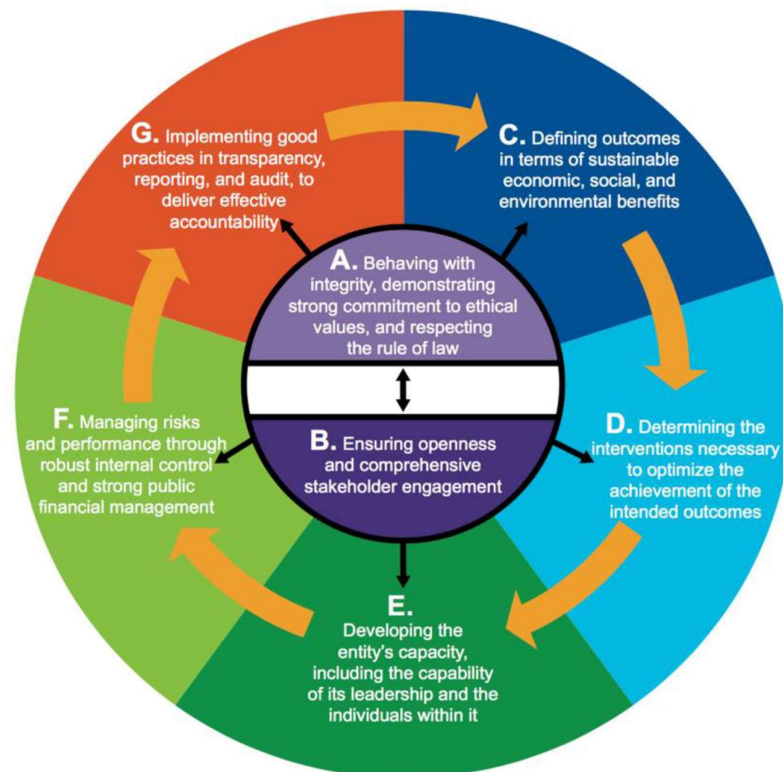 G. Implementing good
practices in transparency,
reporting, and audit, to
deliver effective
accountability
C. Defining outcomes
in terms of sustainable
economic, social, and
environmental benefits
A. Behaving with
integrity, demonstrating
strong commitment to ethical
values, and respecting
the rule of law
B. Ensuring openness
and comprehensive
stakeholder engagement
D. Determining the
interventions necessary
to optimize the
achievement of the
intended outcomes
E.
Developing the
entity's capacity,
including the capability
of its leadership and the
individuals within it
F. Managing risks
and performance through
robust internal control
and strong public
financial management